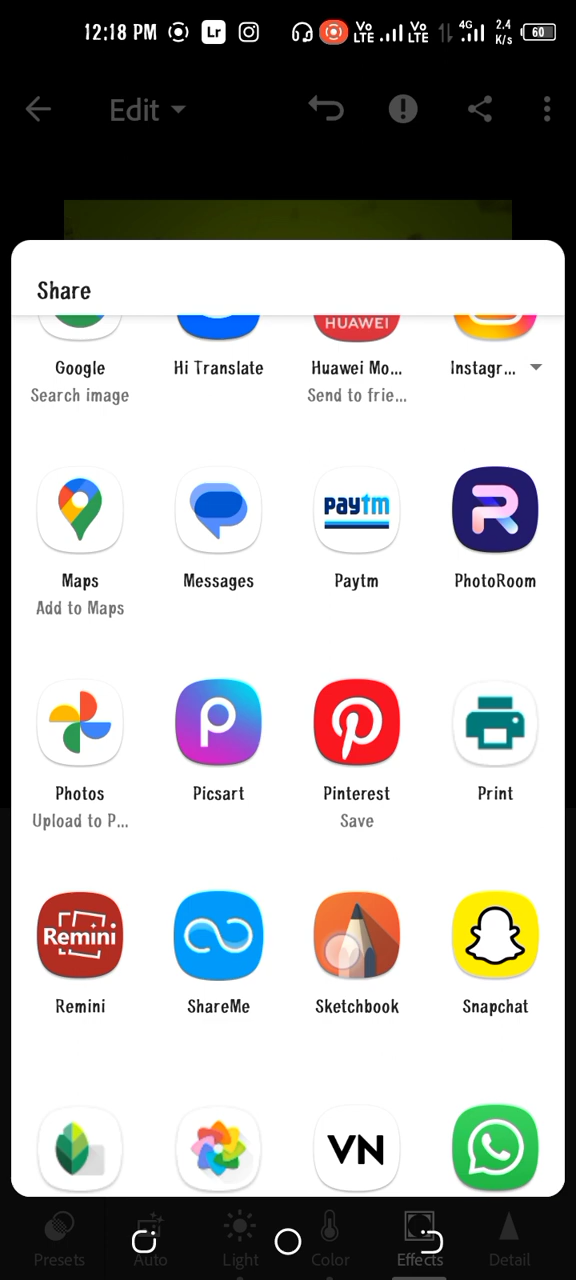 12:18 PM Lr Vo LTE Vo LTE 4G 2.4 K/s 60
Edit
Share
HUAWEI
Google Hi Translate Huawei Mo... Instagr...
Search image Send to frie...
paytm
Maps Messages Paytm PhotoRoom
Add to Maps
Photos Picsart Pinterest Print
Upload to P... Save
Remini
Remini ShareMe Sketchbook Snapchat
VN
Presets Auto Light Color Effects Detail